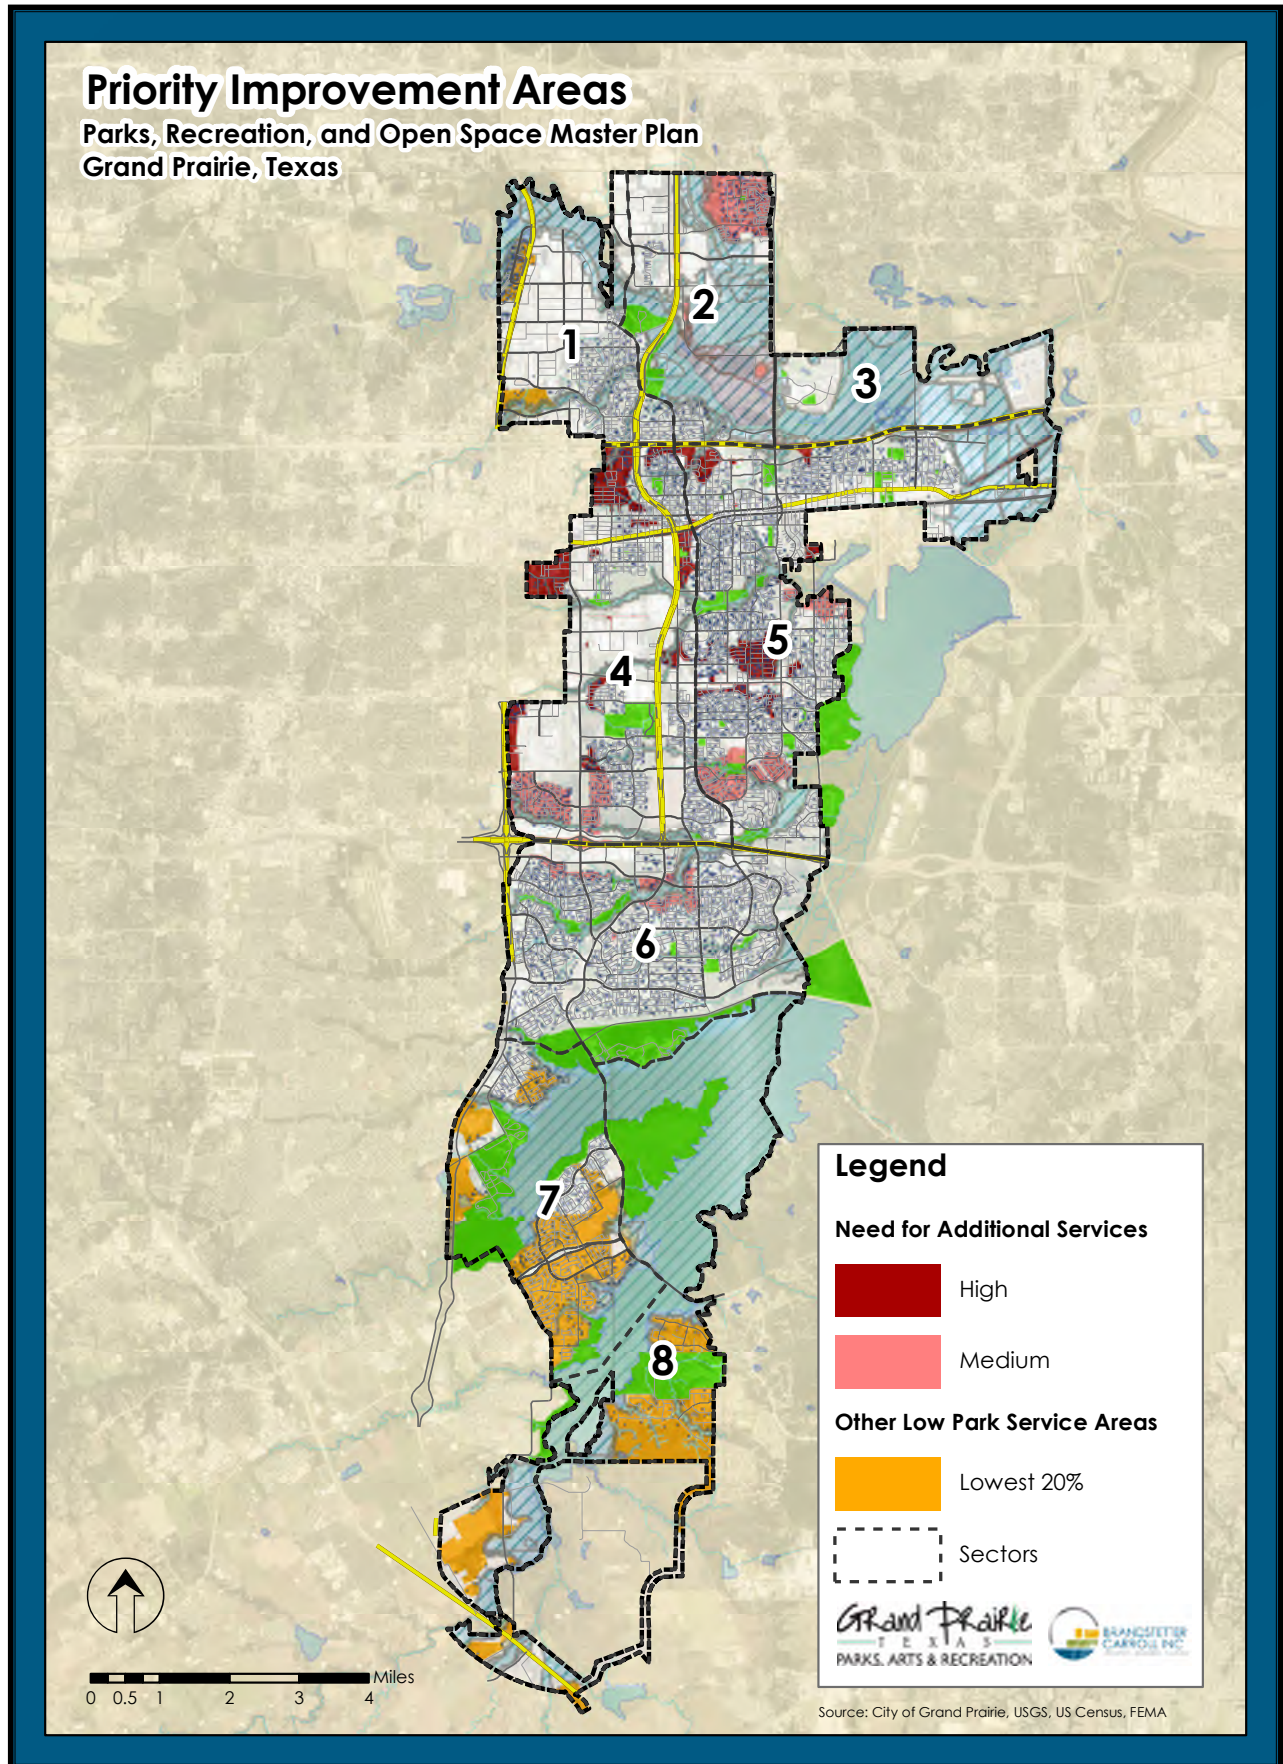 Priority Improvement Areas
Parks, Recreation, and Open Space Master Plan
Grand Prairie, Texas
1
2
3
4
5
6
7
8
Legend
Need for Additional Services
High
Medium
Other Low Park Service Areas
Lowest 20%
Sectors
GRand PRaiRie
TEXAS
PARKS, ARTS & RECREATION
BRANDSTETTER
CARROLL INC
Miles
0 0.5 1 2 3 4
Source: City of Grand Prairie, USGS, US Census, FEMA